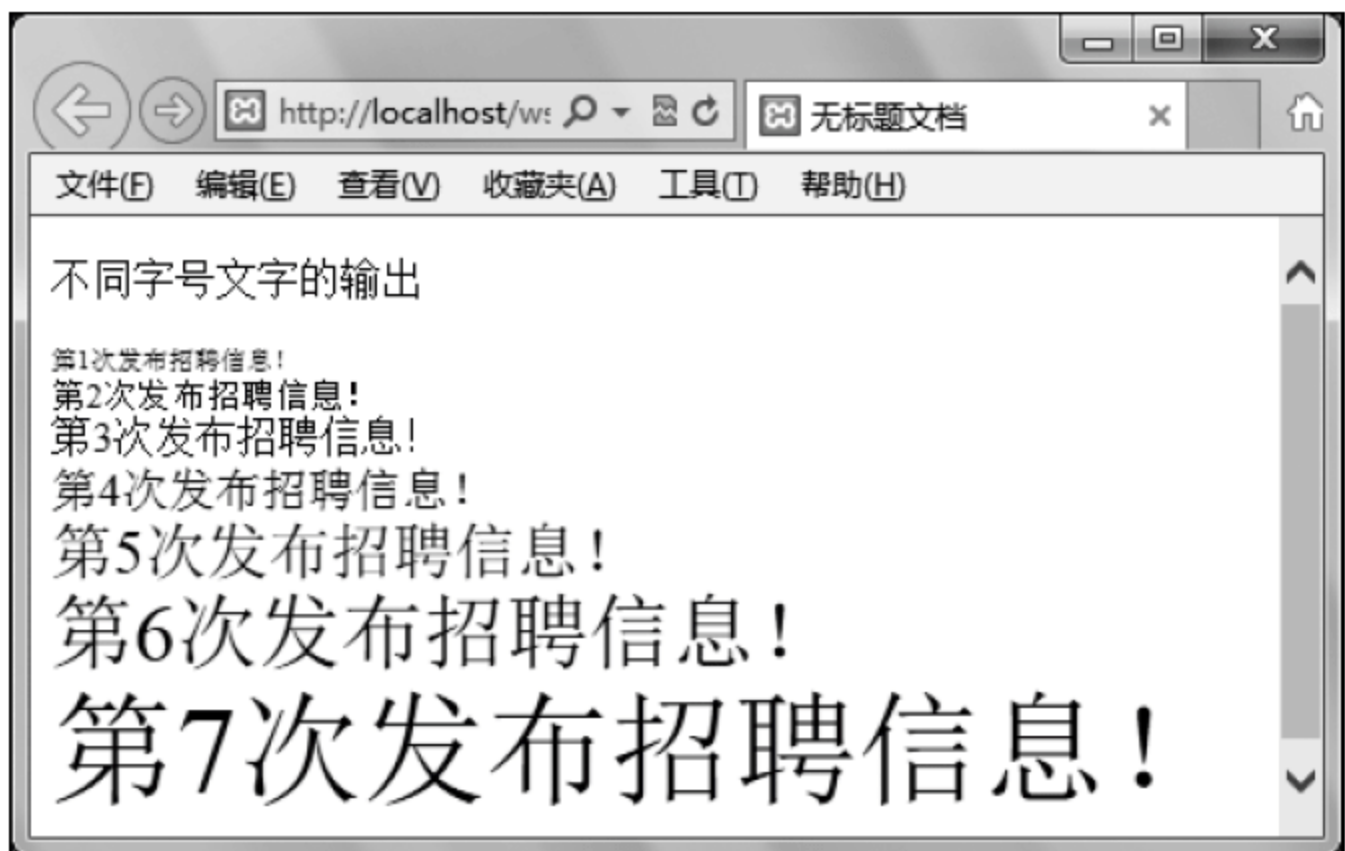 http://localhost/ws
无标题文档
文件(F) 编辑(E) 查看(V) 收藏夹(A) 工具(T) 帮助(H)
不同字号文字的输出
第1次发布招聘信息!
第2次发布招聘信息!
第3次发布招聘信息!
第4次发布招聘信息!
第5次发布招聘信息!
第6次发布招聘信息!
第7次发布招聘信息!